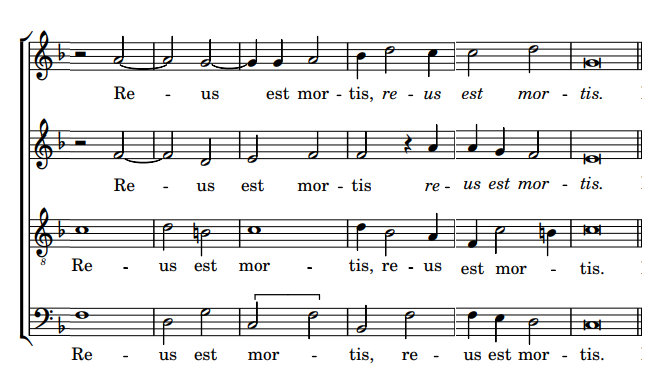 Re - us est mor - tis, re - us est mor - tis.
Re - us est mor - tis re - us est mor - tis.
8
Re - us est mor - tis, re - us est mor - tis.
Re - us est mor - tis, re - us est mor - tis.